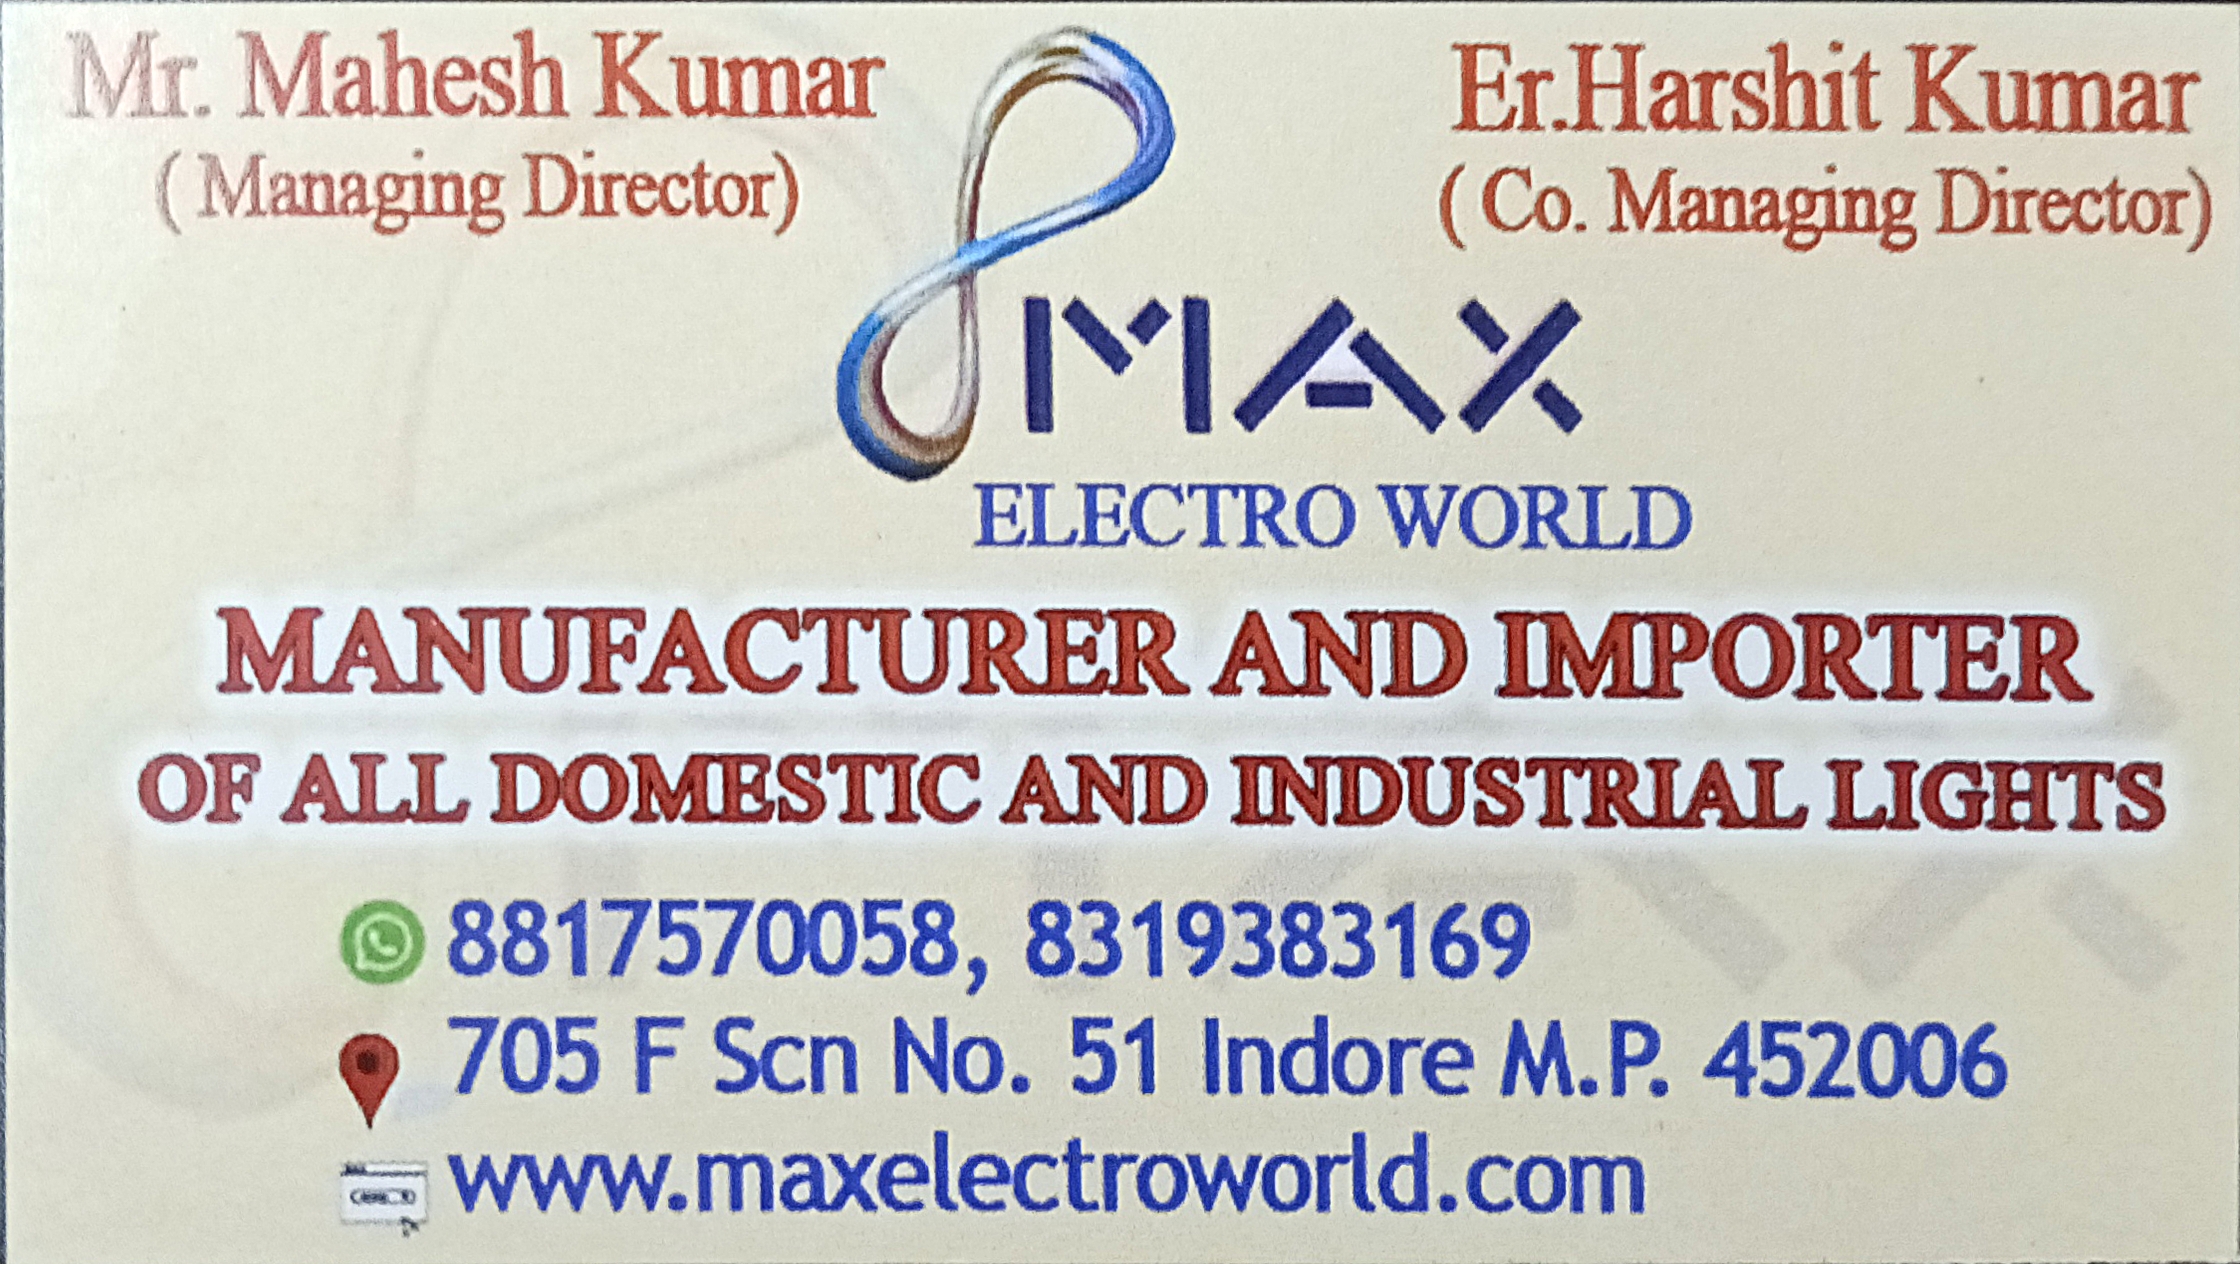 Mr. Mahesh Kumar
( Managing Director)
Er.Harshit Kumar
( Co. Managing Director)
MAX
ELECTRO WORLD
MANUFACTURER AND IMPORTER
OF ALL DOMESTIC AND INDUSTRIAL LIGHTS
8817570058, 8319383169
705 F Scn No. 51 Indore M.P. 452006
www.maxelectroworld.com